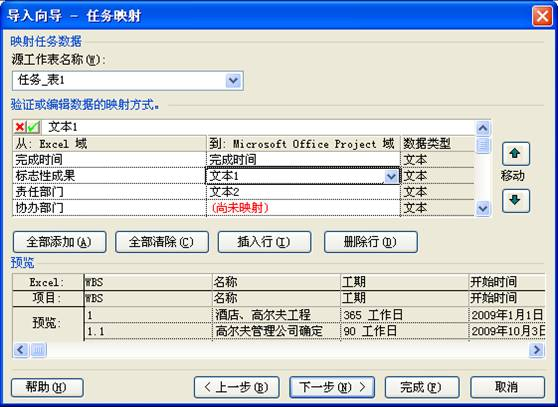 导入向导 - 任务映射
映射任务数据
源工作表名称(W):
任务_表1
验证或编辑数据的映射方式。
文本1
从: Excel 域 到: Microsoft Office Project 域 数据类型
完成时间 完成时间 文本
标志性成果 文本1 文本
责任部门 文本2 文本
协办部门 (尚未映射) 文本
移动
全部添加(A) 全部清除(C) 插入行(I) 删除行(D)
预览
Excel: WBS 名称 工期 开始时间
项目: WBS 名称 工期 开始时间
预览: 1 酒店、高尔夫工程 365 工作日 2009年1月1日
1.1 高尔夫管理公司确定 90 工作日 2009年10月3日
帮助(H) < 上一步(B) 下一步(N) > 完成(F) 取消